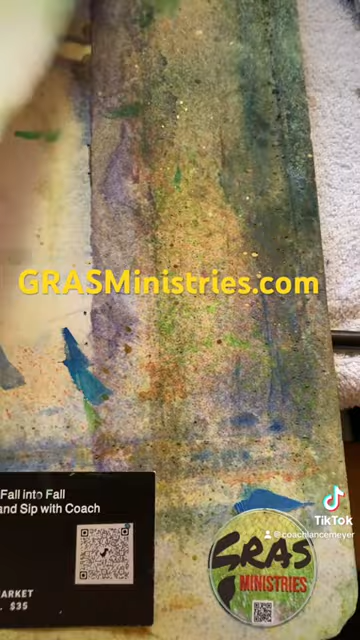 GRASMinistries.com
Fall into Fall
and Sip with Coach
ARKET
$35
TikTok
@coachlancemeyer
GRAS
MINISTRIES